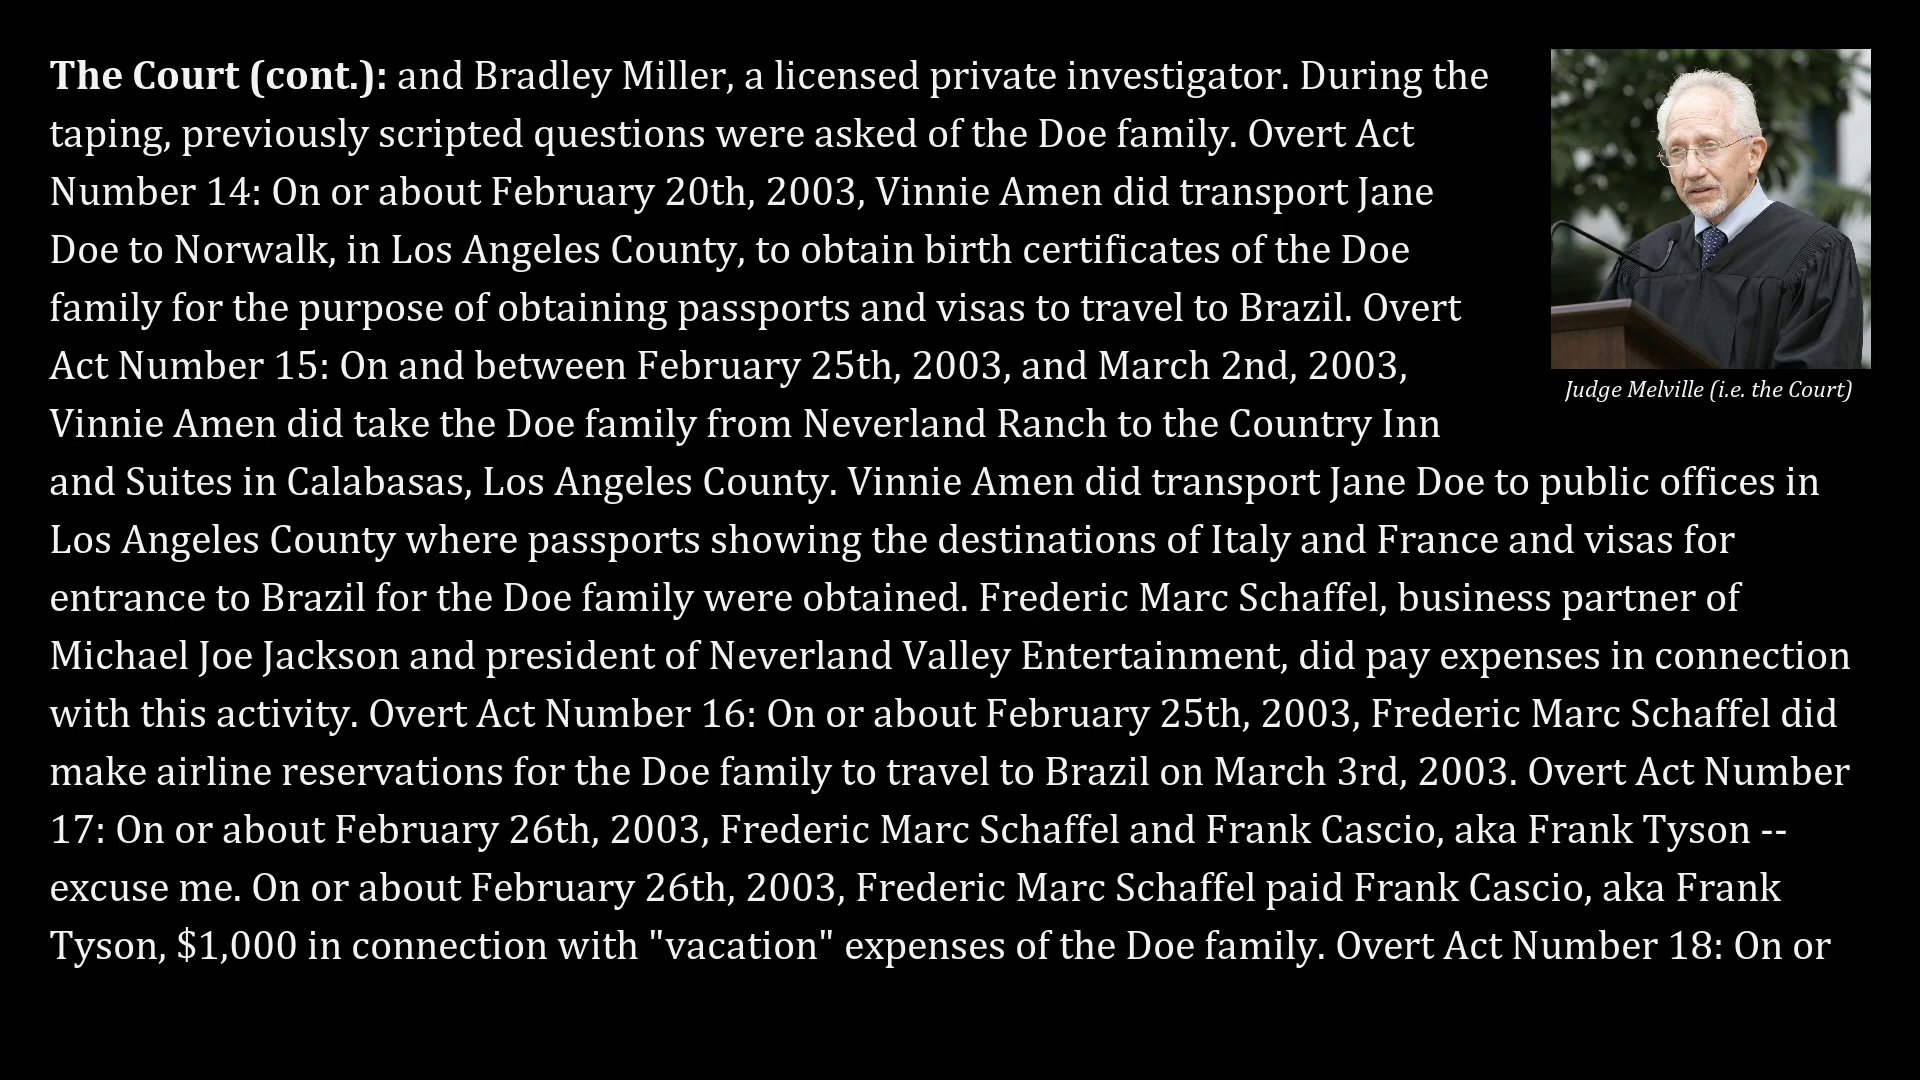 The Court (cont.): and Bradley Miller, a licensed private investigator. During the
taping, previously scripted questions were asked of the Doe family. Overt Act
Number 14: On or about February 20th, 2003, Vinnie Amen did transport Jane
Doe to Norwalk, in Los Angeles County, to obtain birth certificates of the Doe
family for the purpose of obtaining passports and visas to travel to Brazil. Overt
Act Number 15: On and between February 25th, 2003, and March 2nd, 2003,
Vinnie Amen did take the Doe family from Neverland Ranch to the Country Inn
and Suites in Calabasas, Los Angeles County. Vinnie Amen did transport Jane Doe to public offices in
Los Angeles County where passports showing the destinations of Italy and France and visas for
entrance to Brazil for the Doe family were obtained. Frederic Marc Schaffel, business partner of
Michael Joe Jackson and president of Neverland Valley Entertainment, did pay expenses in connection
with this activity. Overt Act Number 16: On or about February 25th, 2003, Frederic Marc Schaffel did
make airline reservations for the Doe family to travel to Brazil on March 3rd, 2003. Overt Act Number
17: On or about February 26th, 2003, Frederic Marc Schaffel and Frank Cascio, aka Frank Tyson --
excuse me. On or about February 26th, 2003, Frederic Marc Schaffel paid Frank Cascio, aka Frank
Tyson, $1,000 in connection with "vacation" expenses of the Doe family. Overt Act Number 18: On or
Judge Melville (i.e. the Court)